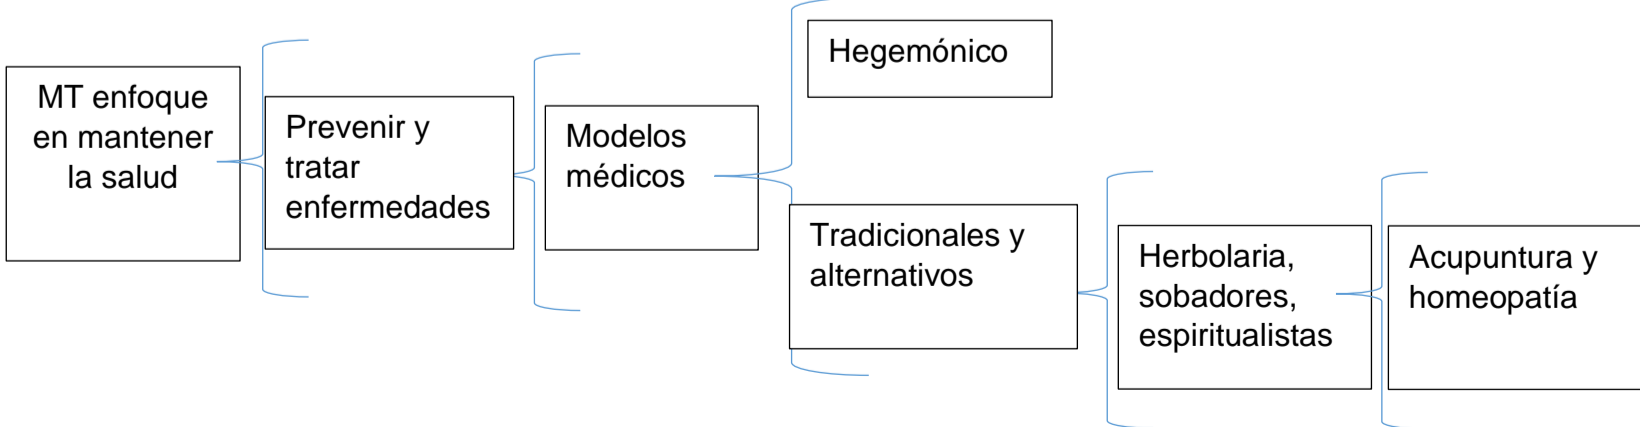 MT enfoque
en mantener
la salud
Prevenir y
tratar
enfermedades
Modelos
médicos
Hegemónico
Tradicionales y
alternativos
Herbolaria,
sobadores,
espiritualistas
Acupuntura y
homeopatía